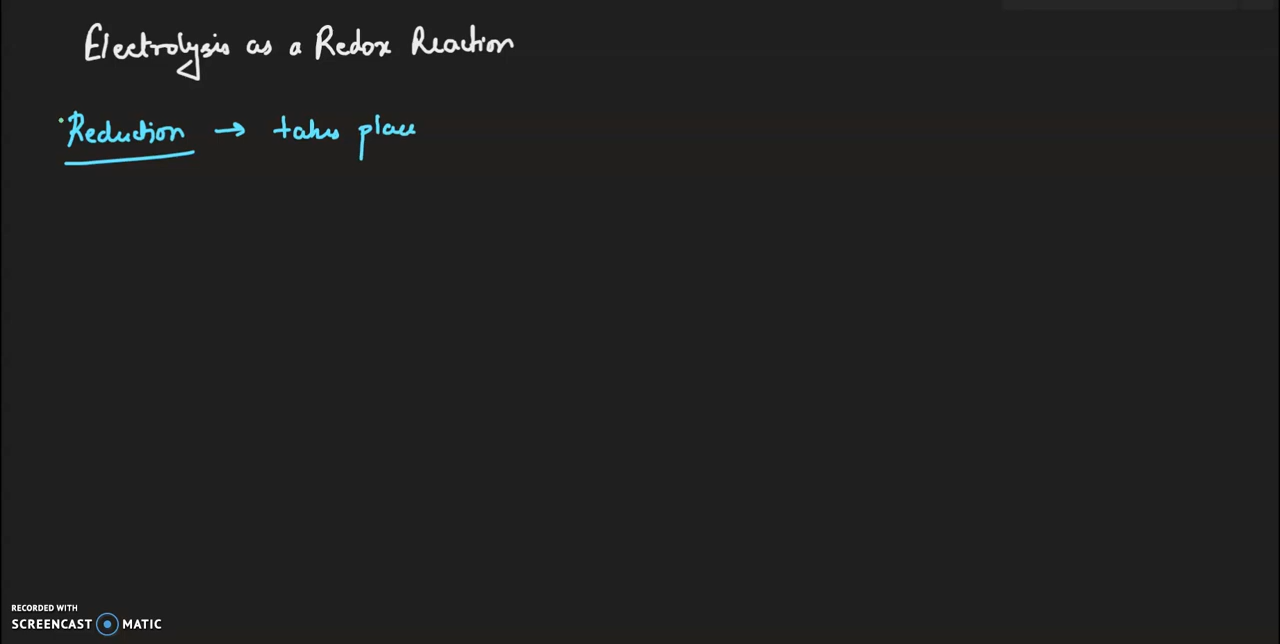 Electrolysis as a Redox Reaction
Reduction → takes place
RECORDED WITH
SCREENCAST MATIC